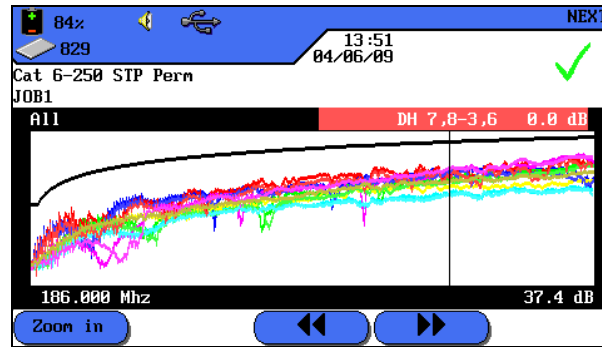 84% NEXT
829 13:51
04/06/09
Cat 6-250 STP Perm
JOB1
All DH 7,8-3,6 0.0 dB
186.000 Mhz 37.4 dB
Zoom in